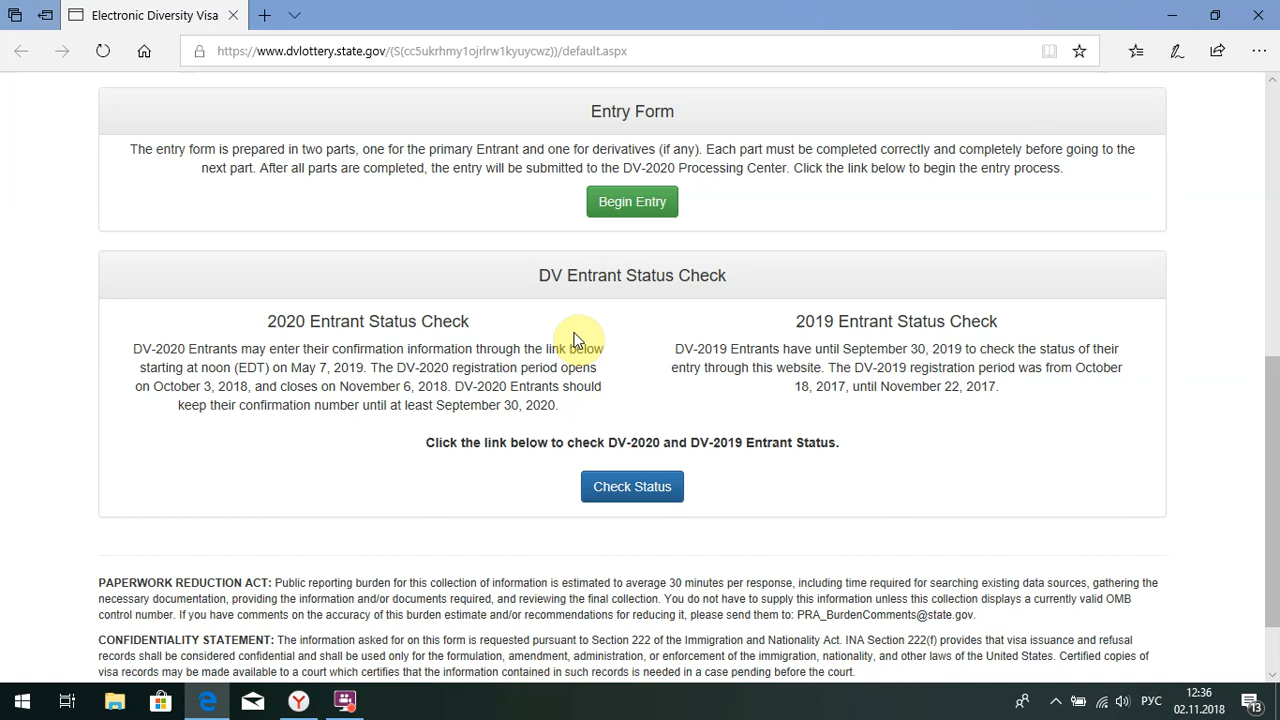 Electronic Diversity Visa
https://www.dvlottery.state.gov/(S(cc5ukrhmy1ojrlrw1kyuycwz))/default.aspx
Entry Form
The entry form is prepared in two parts, one for the primary Entrant and one for derivatives (if any). Each part must be completed correctly and completely before going to the
next part. After all parts are completed, the entry will be submitted to the DV-2020 Processing Center. Click the link below to begin the entry process.
Begin Entry
DV Entrant Status Check
2020 Entrant Status Check
DV-2020 Entrants may enter their confirmation information through the link below
starting at noon (EDT) on May 7, 2019. The DV-2020 registration period opens
on October 3, 2018, and closes on November 6, 2018. DV-2020 Entrants should
keep their confirmation number until at least September 30, 2020.
2019 Entrant Status Check
DV-2019 Entrants have until September 30, 2019 to check the status of their
entry through this website. The DV-2019 registration period was from October
18, 2017, until November 22, 2017.
Click the link below to check DV-2020 and DV-2019 Entrant Status.
Check Status
PAPERWORK REDUCTION ACT: Public reporting burden for this collection of information is estimated to average 30 minutes per response, including time required for searching existing data sources, gathering the
necessary documentation, providing the information and/or documents required, and reviewing the final collection. You do not have to supply this information unless this collection displays a currently valid OMB
control number. If you have comments on the accuracy of this burden estimate and/or recommendations for reducing it, please send them to: PRA_BurdenComments@state.gov.
CONFIDENTIALITY STATEMENT: The information asked for on this form is requested pursuant to Section 222 of the Immigration and Nationality Act. INA Section 222(f) provides that visa issuance and refusal
records shall be considered confidential and shall be used only for the formulation, amendment, administration, or enforcement of the immigration, nationality, and other laws of the United States. Certified copies of
visa records may be made available to a court which certifies that the information contained in such records is needed in a case pending before the court.
РУС
12:36
02.11.2018
13